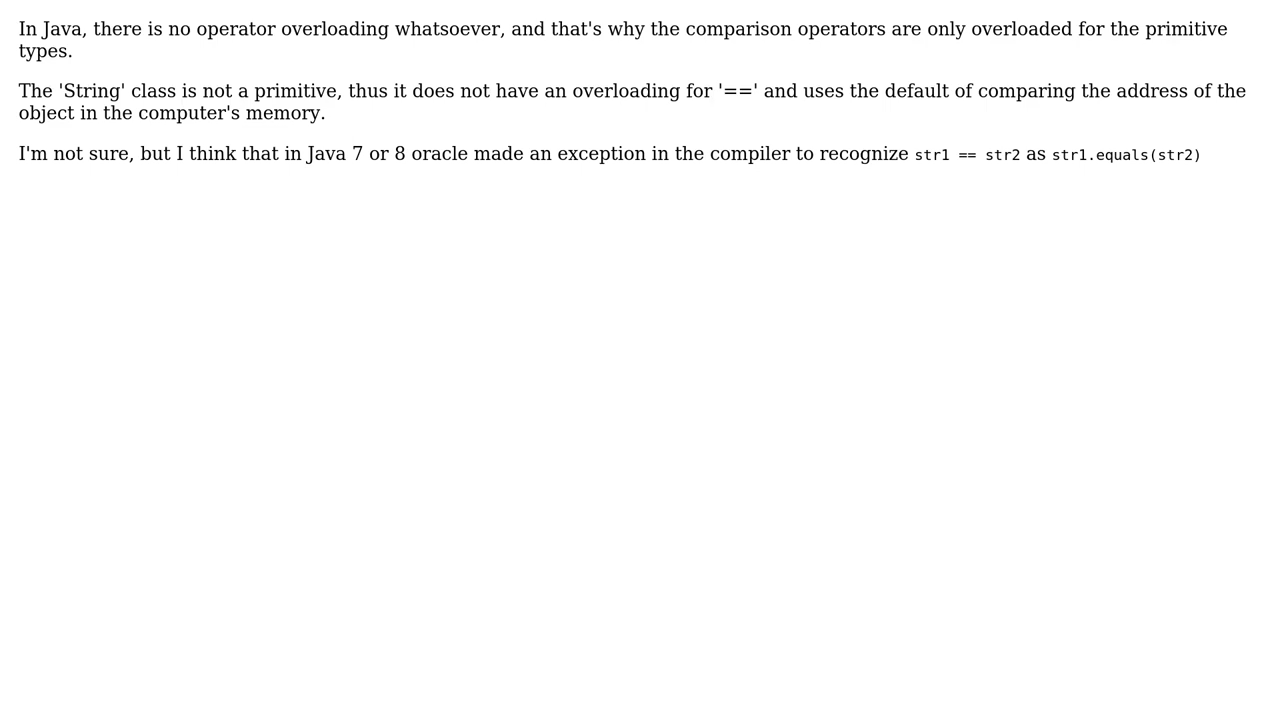 In Java, there is no operator overloading whatsoever, and that's why the comparison operators are only overloaded for the primitive
types.
The 'String' class is not a primitive, thus it does not have an overloading for '==' and uses the default of comparing the address of the
object in the computer's memory.
I'm not sure, but I think that in Java 7 or 8 oracle made an exception in the compiler to recognize str1 == str2 as str1.equals(str2)